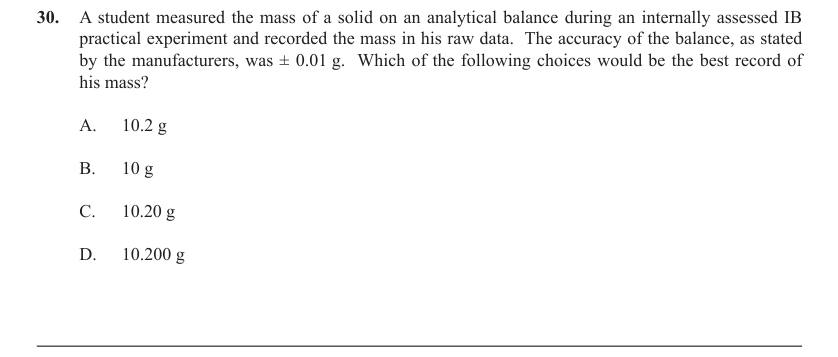 30. A student measured the mass of a solid on an analytical balance during an internally assessed IB
practical experiment and recorded the mass in his raw data. The accuracy of the balance, as stated
by the manufacturers, was ± 0.01 g. Which of the following choices would be the best record of
his mass?
A. 10.2 g
B. 10 g
C. 10.20 g
D. 10.200 g